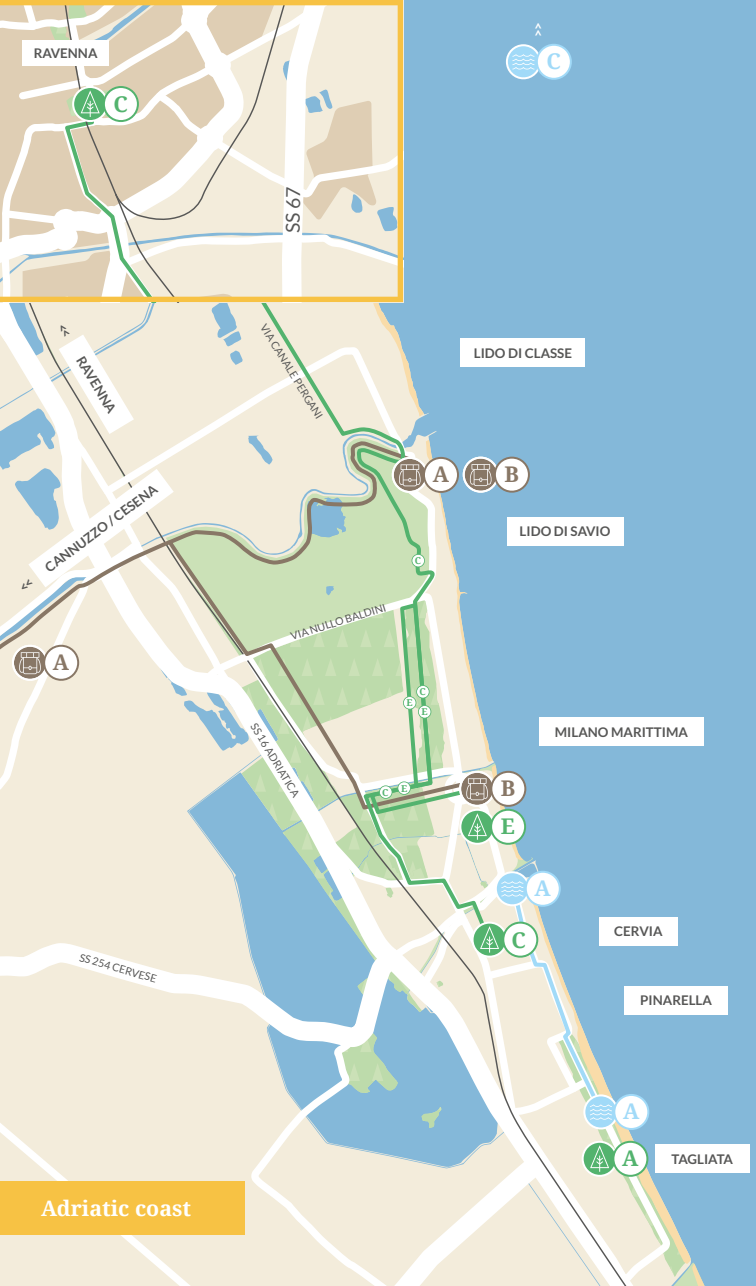 RAVENNA
C
C
SS 67
LIDO DI CLASSE
VIA CANALE PERGANI
RAVENNA
A
B
CANNUZZO / CESENA
LIDO DI SAVIO
C
VIA NULLO BALDINI
A
C
E
E
MILANO MARITTIMA
SS 16 ADRIATICA
C
E
B
E
A
CERVIA
C
SS 254 CERVESE
PINARELLA
A
A
TAGLIATA
Adriatic coast